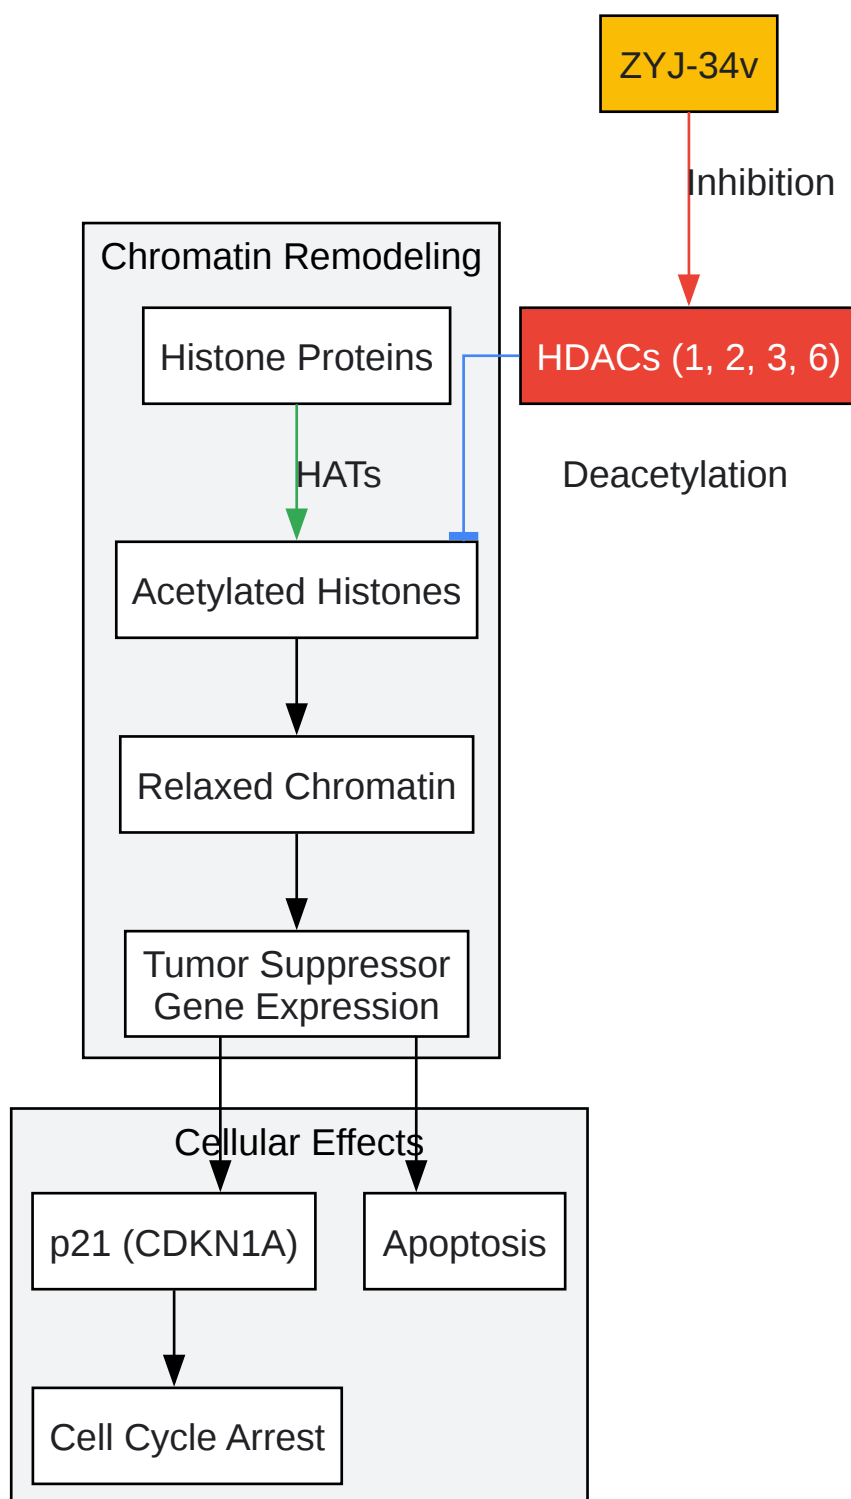 ZYJ-34v
Inhibition
Chromatin Remodeling
Histone Proteins
HDACs (1, 2, 3, 6)
HATs
Deacetylation
Acetylated Histones
Relaxed Chromatin
Tumor Suppressor
Gene Expression
Cellular Effects
p21 (CDKN1A)
Apoptosis
Cell Cycle Arrest